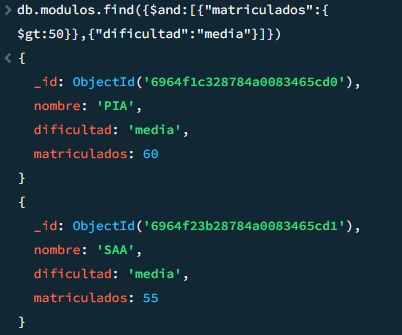 > db.modulos.find({$and:[{"matriculados":{
$gt:50}},{"dificultad":"media"}]})
< {
_id: ObjectId('6964f1c328784a0083465cd0'),
nombre: 'PIA',
dificultad: 'media',
matriculados: 60
}
{
_id: ObjectId('6964f23b28784a0083465cd1'),
nombre: 'SAA',
dificultad: 'media',
matriculados: 55
}